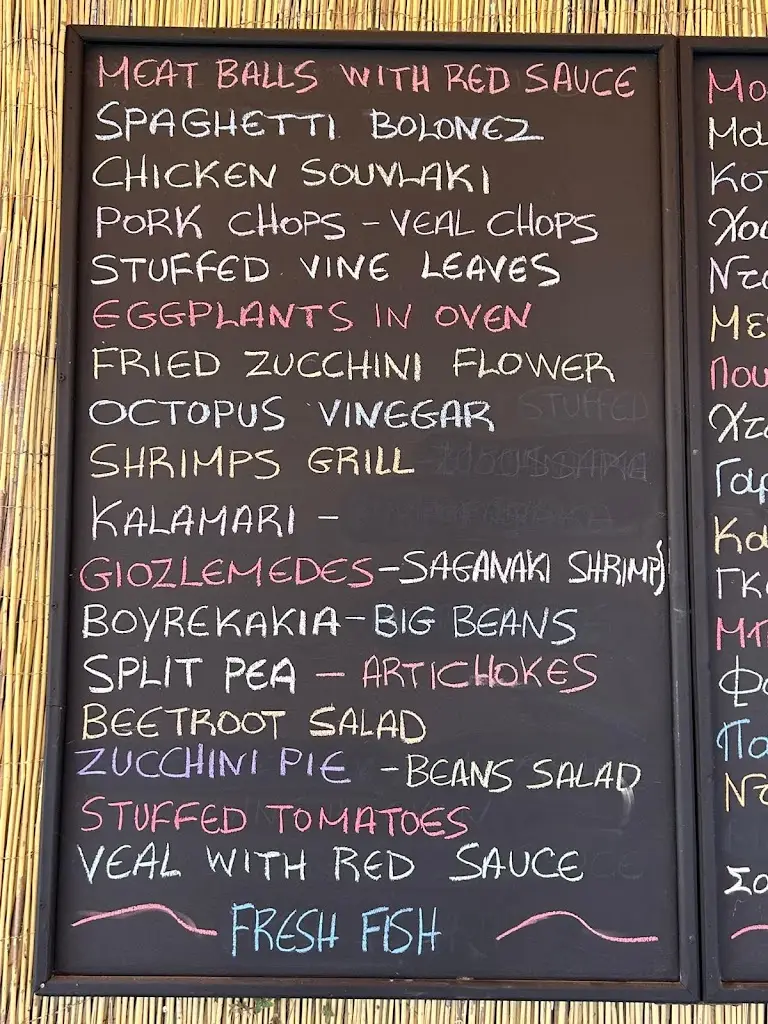 MEAT BALLS WITH RED SAUCE
SPAGHETTI BOLONEZ
CHICKEN SOUVLAKI
PORK CHOPS - VEAL CHOPS
STUFFED VINE LEAVES
EGGPLANTS IN OVEN
FRIED ZUCCHINI FLOWER
OCTOPUS VINEGAR STUFFED
SHRIMPS GRILL
KALAMARI -
GIOZLEMEDES - SAGANAKI SHRIMPS
BOYREKAKIA - BIG BEANS
SPLIT PEA - ARTICHOKES
BEETROOT SALAD
ZUCCHINI PIE - BEANS SALAD
STUFFED TOMATOES
VEAL WITH RED SAUCE
FRESH FISH